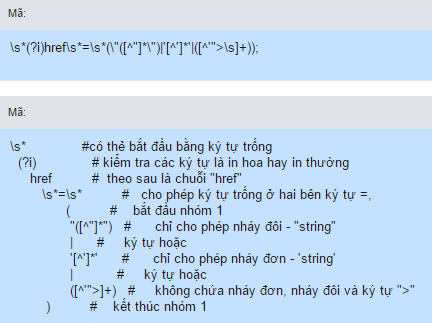 Mã:
\s*(?i)href\s*=\s*(\"([^"]*\")|'[^']*'|([^'">\s]+));
Mã:
\s* #có thẻ bắt đầu bằng ký tự trống
(?i) # kiểm tra các ký tự là in hoa hay in thường
href # theo sau là chuỗi "href"
\s*=\s* # cho phép ký tự trống ở hai bên ký tự =,
( # bắt đầu nhóm 1
"([^"]*") # chỉ cho phép nháy đôi - "string"
| # ký tự hoặc
'[^']*' # chỉ cho phép nháy đơn - 'string'
| # ký tự hoặc
([^'">]+) # không chứa nháy đơn, nháy đôi và ký tự ">"
) # kết thúc nhóm 1